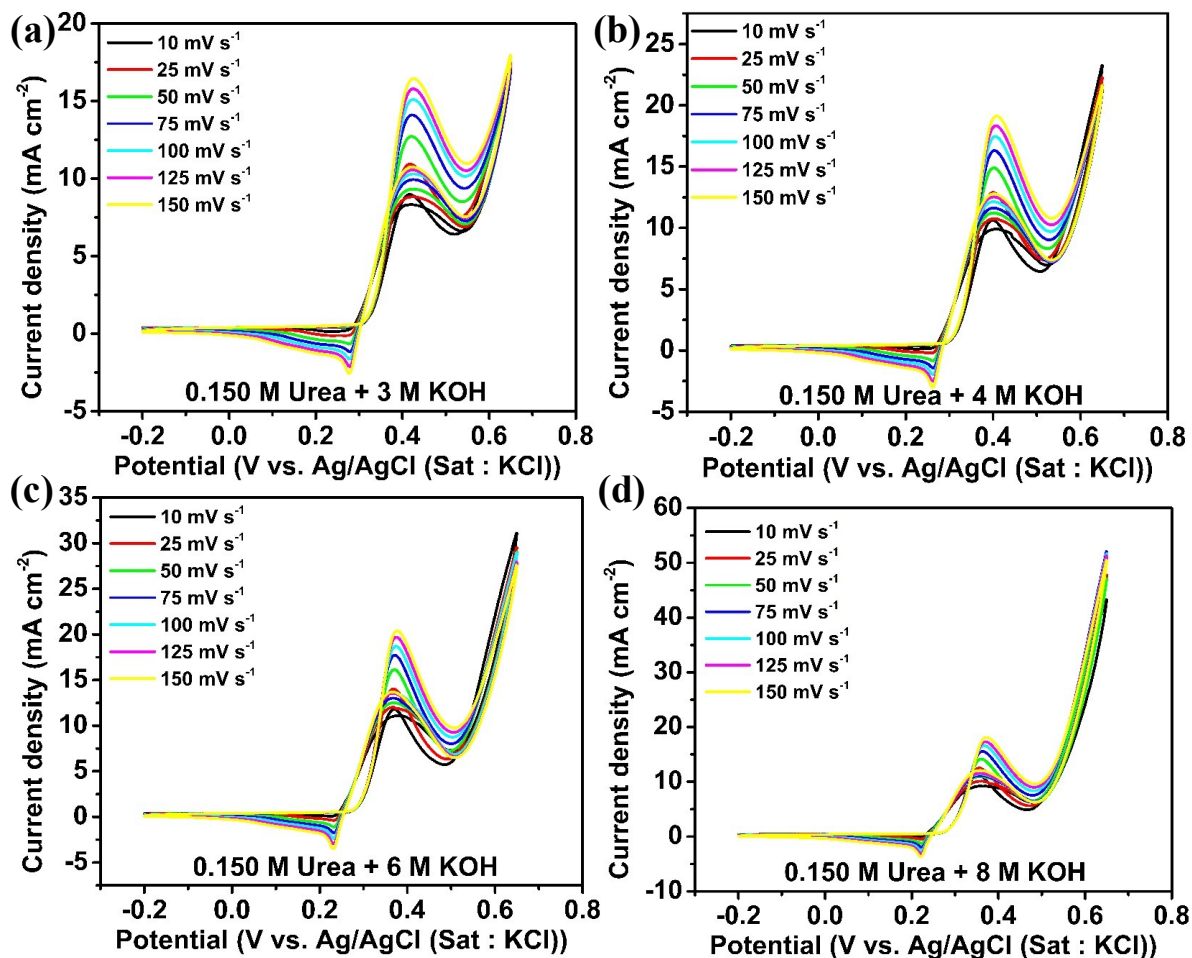 (a)
20
15
10
5
0
-5
Current density (mA cm⁻²)
10 mV s⁻¹
25 mV s⁻¹
50 mV s⁻¹
75 mV s⁻¹
100 mV s⁻¹
125 mV s⁻¹
150 mV s⁻¹
0.150 M Urea + 3 M KOH
-0.2 0.0 0.2 0.4 0.6 0.8
Potential (V vs. Ag/AgCl (Sat : KCl))
(b)
25
20
15
10
5
0
-5
Current density (mA cm⁻²)
10 mV s⁻¹
25 mV s⁻¹
50 mV s⁻¹
75 mV s⁻¹
100 mV s⁻¹
125 mV s⁻¹
150 mV s⁻¹
0.150 M Urea + 4 M KOH
-0.2 0.0 0.2 0.4 0.6 0.8
Potential (V vs. Ag/AgCl (Sat : KCl))
(c)
35
30
25
20
15
10
5
0
-5
Current density (mA cm⁻²)
10 mV s⁻¹
25 mV s⁻¹
50 mV s⁻¹
75 mV s⁻¹
100 mV s⁻¹
125 mV s⁻¹
150 mV s⁻¹
0.150 M Urea + 6 M KOH
-0.2 0.0 0.2 0.4 0.6 0.8
Potential (V vs. Ag/AgCl (Sat : KCl))
(d)
60
50
40
30
20
10
0
-10
Current density (mA cm⁻²)
10 mV s⁻¹
25 mV s⁻¹
50 mV s⁻¹
75 mV s⁻¹
100 mV s⁻¹
125 mV s⁻¹
150 mV s⁻¹
0.150 M Urea + 8 M KOH
-0.2 0.0 0.2 0.4 0.6 0.8
Potential (V vs. Ag/AgCl (Sat : KCl))